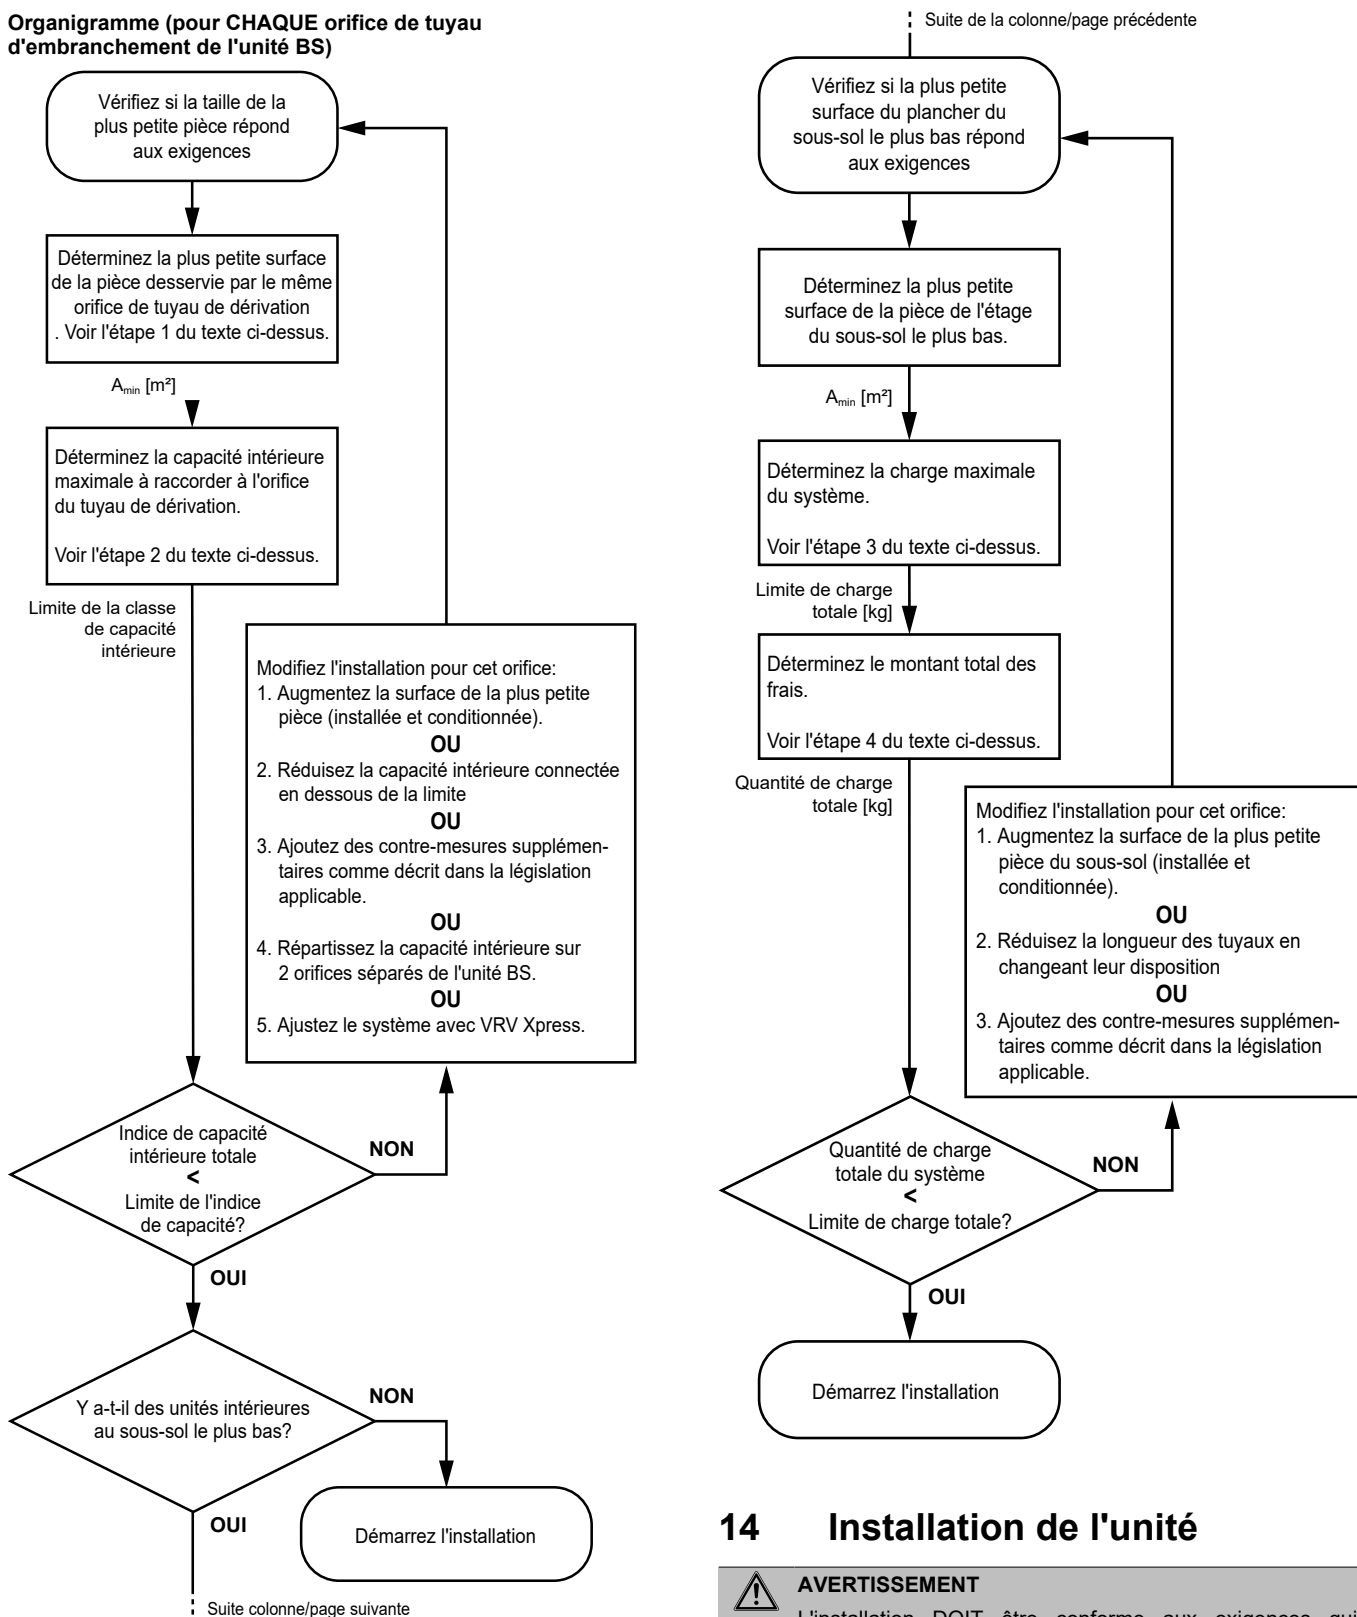 Organigramme (pour CHAQUE orifice de tuyau
d'embranchement de l'unité BS)
Vérifiez si la taille de la
plus petite pièce répond
aux exigences
Déterminez la plus petite surface
de la pièce desservie par le même
orifice de tuyau de dérivation
. Voir l'étape 1 du texte ci-dessus.
Amin [m²]
Déterminez la capacité intérieure
maximale à raccorder à l'orifice
du tuyau de dérivation.
Voir l'étape 2 du texte ci-dessus.
Limite de la classe
de capacité
intérieure
Modifiez l'installation pour cet orifice:
1. Augmentez la surface de la plus petite
pièce (installée et conditionnée).
OU
2. Réduisez la capacité intérieure connectée
en dessous de la limite
OU
3. Ajoutez des contre-mesures supplémen-
taires comme décrit dans la législation
applicable.
OU
4. Répartissez la capacité intérieure sur
2 orifices séparés de l'unité BS.
OU
5. Ajustez le système avec VRV Xpress.
Indice de capacité
intérieure totale
<
Limite de l'indice
de capacité?
NON
OUI
Y a-t-il des unités intérieures
au sous-sol le plus bas?
NON
OUI
Démarrez l'installation
Suite colonne/page suivante
Suite de la colonne/page précédente
Vérifiez si la plus petite
surface du plancher du
sous-sol le plus bas répond
aux exigences
Déterminez la plus petite
surface de la pièce de l'étage
du sous-sol le plus bas.
Amin [m²]
Déterminez la charge maximale
du système.
Voir l'étape 3 du texte ci-dessus.
Limite de charge
totale [kg]
Déterminez le montant total des
frais.
Voir l'étape 4 du texte ci-dessus.
Quantité de charge
totale [kg]
Modifiez l'installation pour cet orifice:
1. Augmentez la surface de la plus petite
pièce du sous-sol (installée et
conditionnée).
OU
2. Réduisez la longueur des tuyaux en
changeant leur disposition
OU
3. Ajoutez des contre-mesures supplémen-
taires comme décrit dans la législation
applicable.
Quantité de charge
totale du système
<
Limite de charge totale?
NON
OUI
Démarrez l'installation
14 Installation de l'unité
AVERTISSEMENT
L'installation DOIT être conforme aux exigences qui